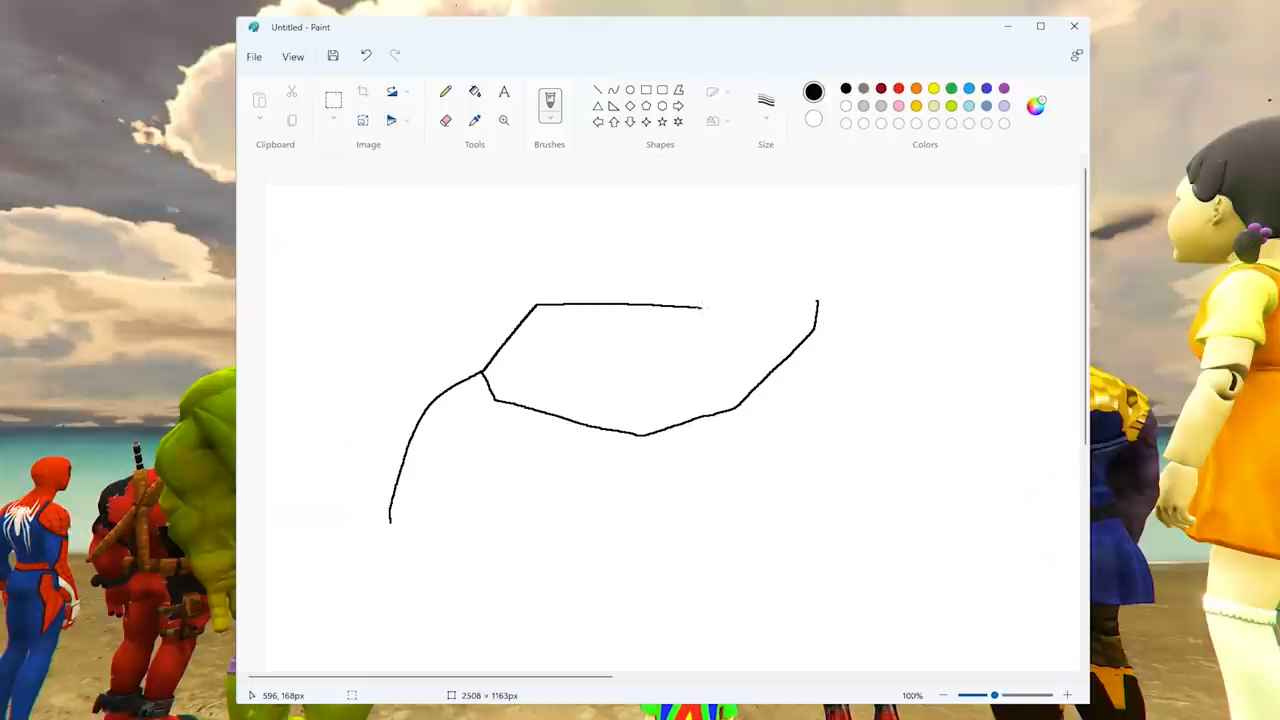 Untitled - Paint
File View
Clipboard Image Tools Brushes Shapes Size Colors
596, 168px 2508 × 1163px 100%